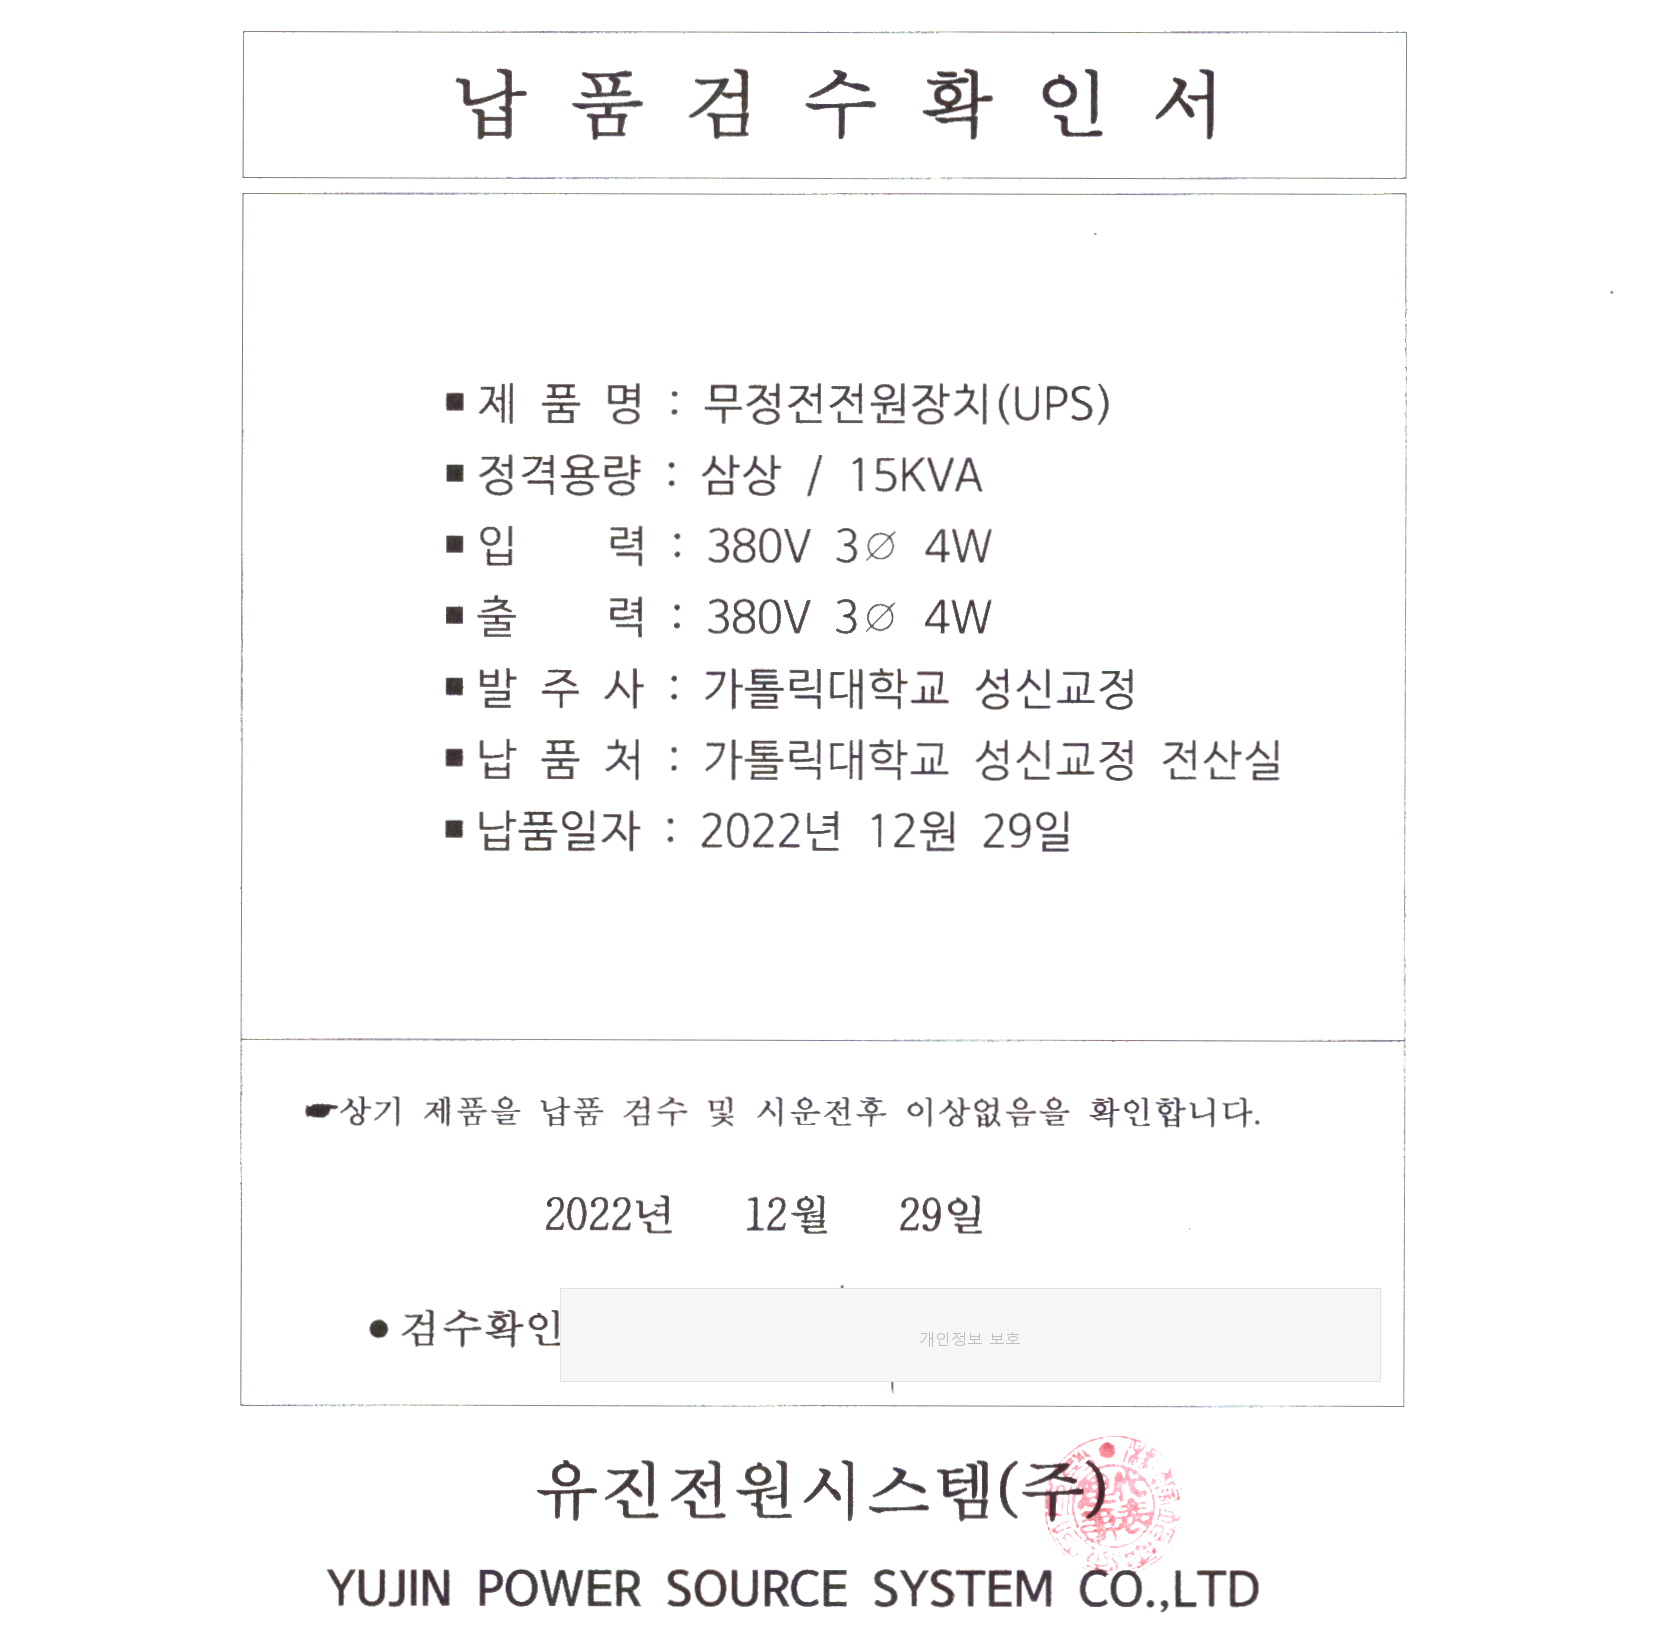 납 품 검 수 확 인 서
■ 제 품 명 : 무정전전원장치(UPS)
■ 정격용량 : 삼상 / 15KVA
■ 입 력 : 380V 3∅ 4W
■ 출 력 : 380V 3∅ 4W
■ 발 주 사 : 가톨릭대학교 성신교정
■ 납 품 처 : 가톨릭대학교 성신교정 전산실
■ 납품일자 : 2022년 12월 29일
☛상기 제품을 납품 검수 및 시운전후 이상없음을 확인합니다.
2022년 12월 29일
● 검수확인
개인정보 보호
유진전원시스템(주)
YUJIN POWER SOURCE SYSTEM CO.,LTD